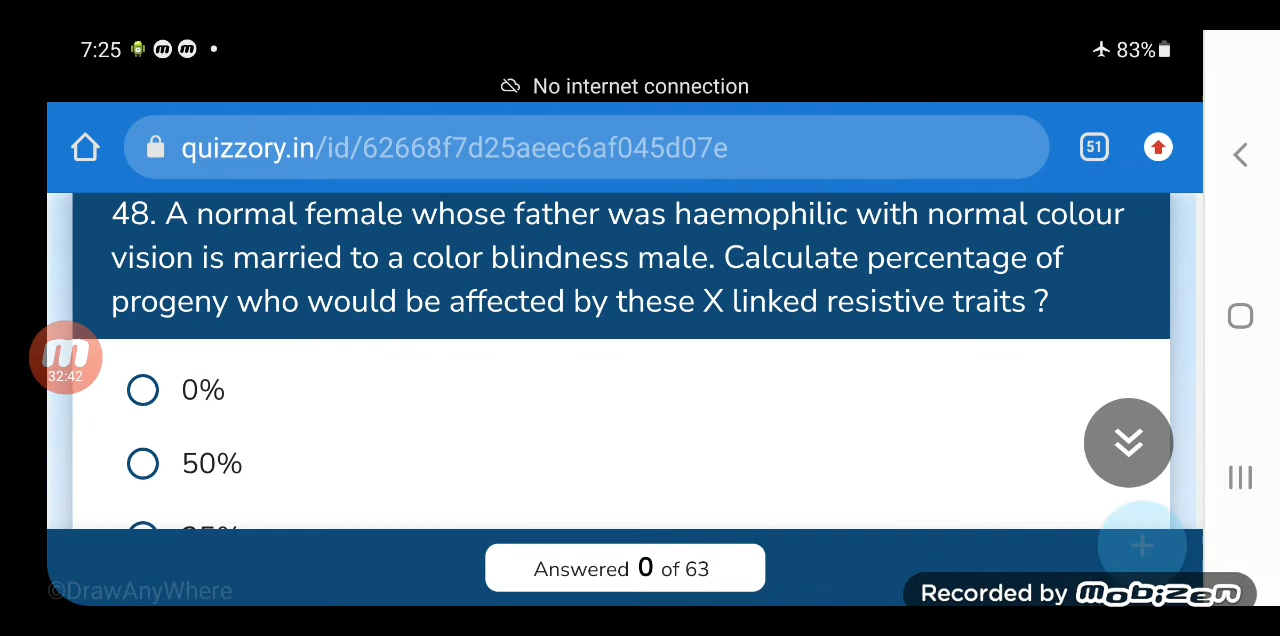 7:25 83%
No internet connection
quizzory.in/id/62668f7d25aeec6af045d07e 51
48. A normal female whose father was haemophilic with normal colour
vision is married to a color blindness male. Calculate percentage of
progeny who would be affected by these X linked resistive traits ?
32:42
0%
50%
Answered 0 of 63
©DrawAnyWhere
Recorded by mobizen